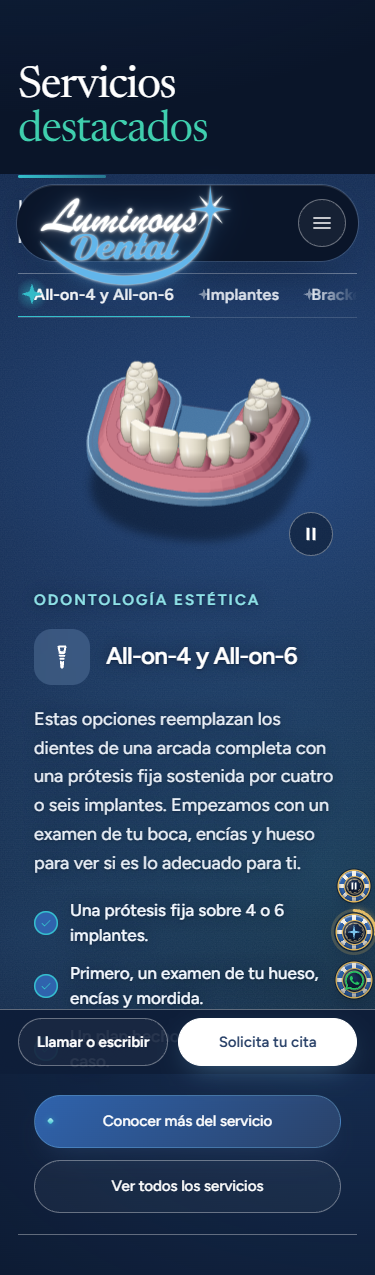 Servicios
destacados
Luminous
Dental
All-on-4 y All-on-6
Implantes
Brack
ODONTOLOGÍA ESTÉTICA
All-on-4 y All-on-6
Estas opciones reemplazan los
dientes de una arcada completa con
una prótesis fija sostenida por cuatro
o seis implantes. Empezamos con un
examen de tu boca, encías y hueso
para ver si es lo adecuado para ti.
Una prótesis fija sobre 4 o 6
implantes.
Primero, un examen de tu hueso,
encías y mordida.
Un plan hecho
caso.
Llamar o escribir
Solicita tu cita
Conocer más del servicio
Ver todos los servicios